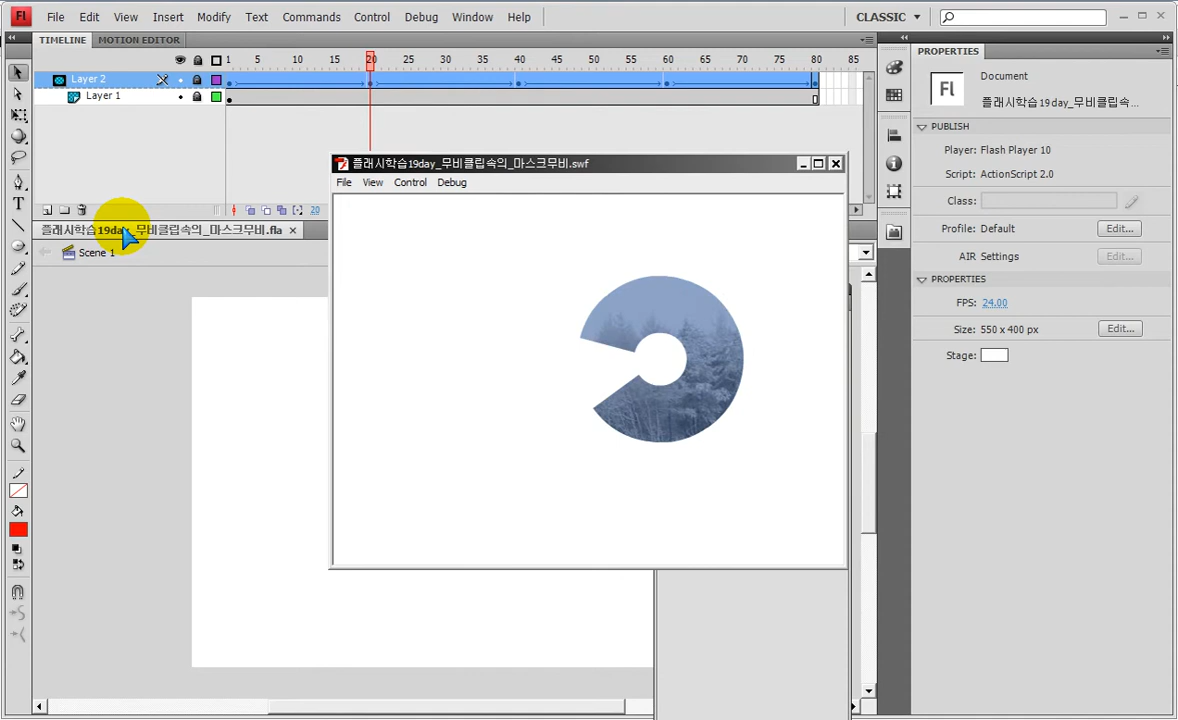 Fl File Edit View Insert Modify Text Commands Control Debug Window Help CLASSIC
TIMELINE MOTION EDITOR
1 5 10 15 20 25 30 35 40 45 50 55 60 65 70 75 80 85
Layer 2
Layer 1
20
플래시학습19day_무비클립속의_마스크무비.fla
Scene 1
플래시학습19day_무비클립속의_마스크무비.swf
File View Control Debug
PROPERTIES
Fl
Document
플래시학습19day_무비클립속...
PUBLISH
Player: Flash Player 10
Script: ActionScript 2.0
Class:
Profile: Default Edit...
AIR Settings Edit...
PROPERTIES
FPS: 24.00
Size: 550 x 400 px Edit...
Stage: